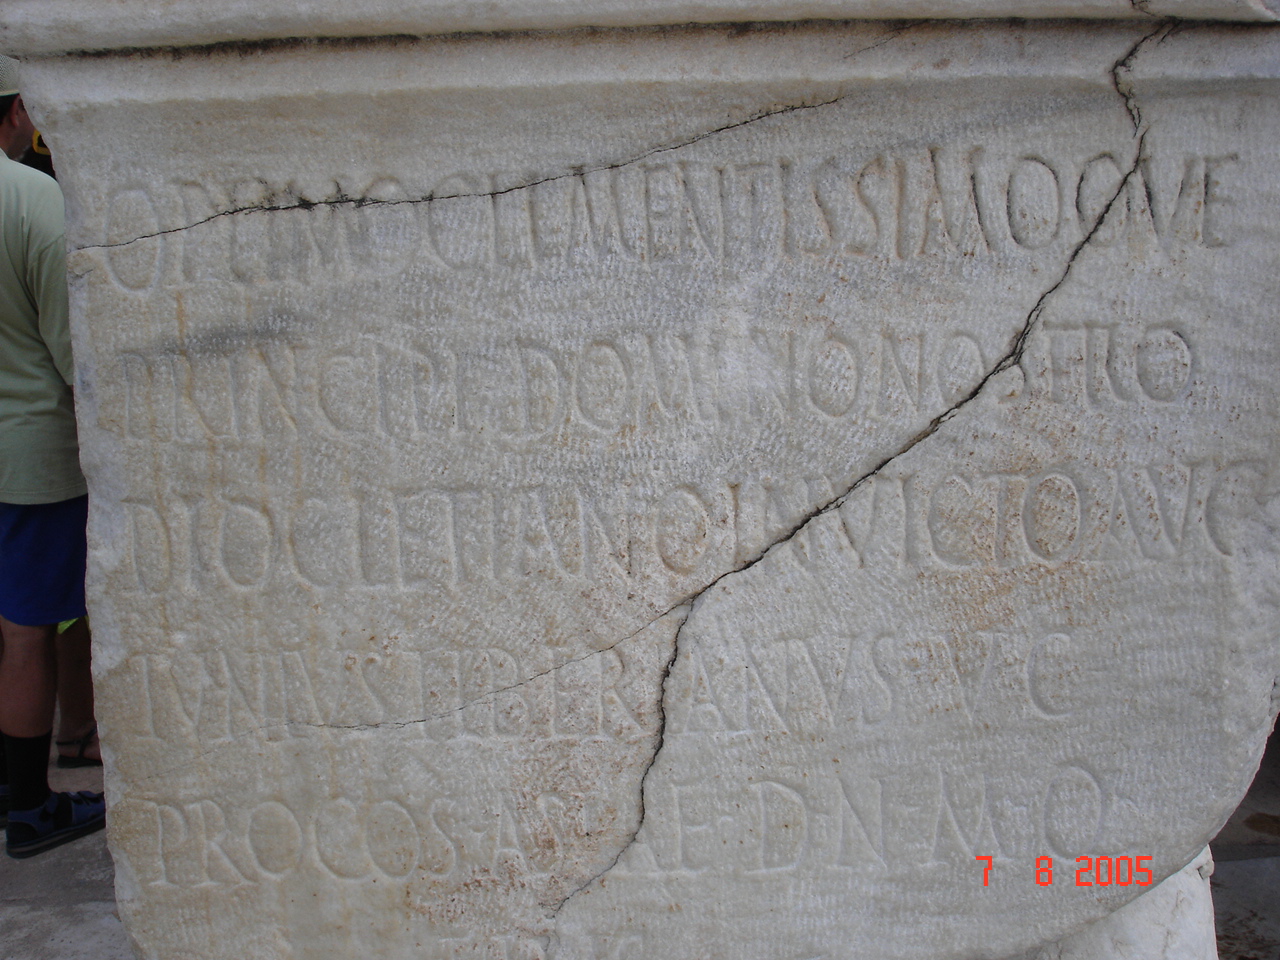 OPTIMO CLEMENTISSIMOQVE
PRINCIPI DOMINO NOSTRO
DIOCLETIANO INVICTO AVG
IVNIVS TIBERIANVS V C
PROCOS ASIAE D N M Q
7 8 2005